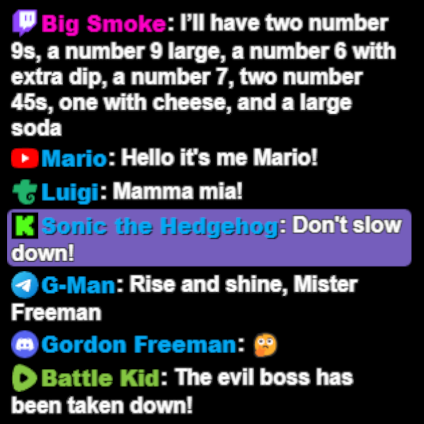 Big Smoke: I’ll have two number
9s, a number 9 large, a number 6 with
extra dip, a number 7, two number
45s, one with cheese, and a large
soda
Mario: Hello it's me Mario!
Luigi: Mamma mia!
Sonic the Hedgehog: Don't slow
down!
G-Man: Rise and shine, Mister
Freeman
Gordon Freeman: 🤔
Battle Kid: The evil boss has
been taken down!